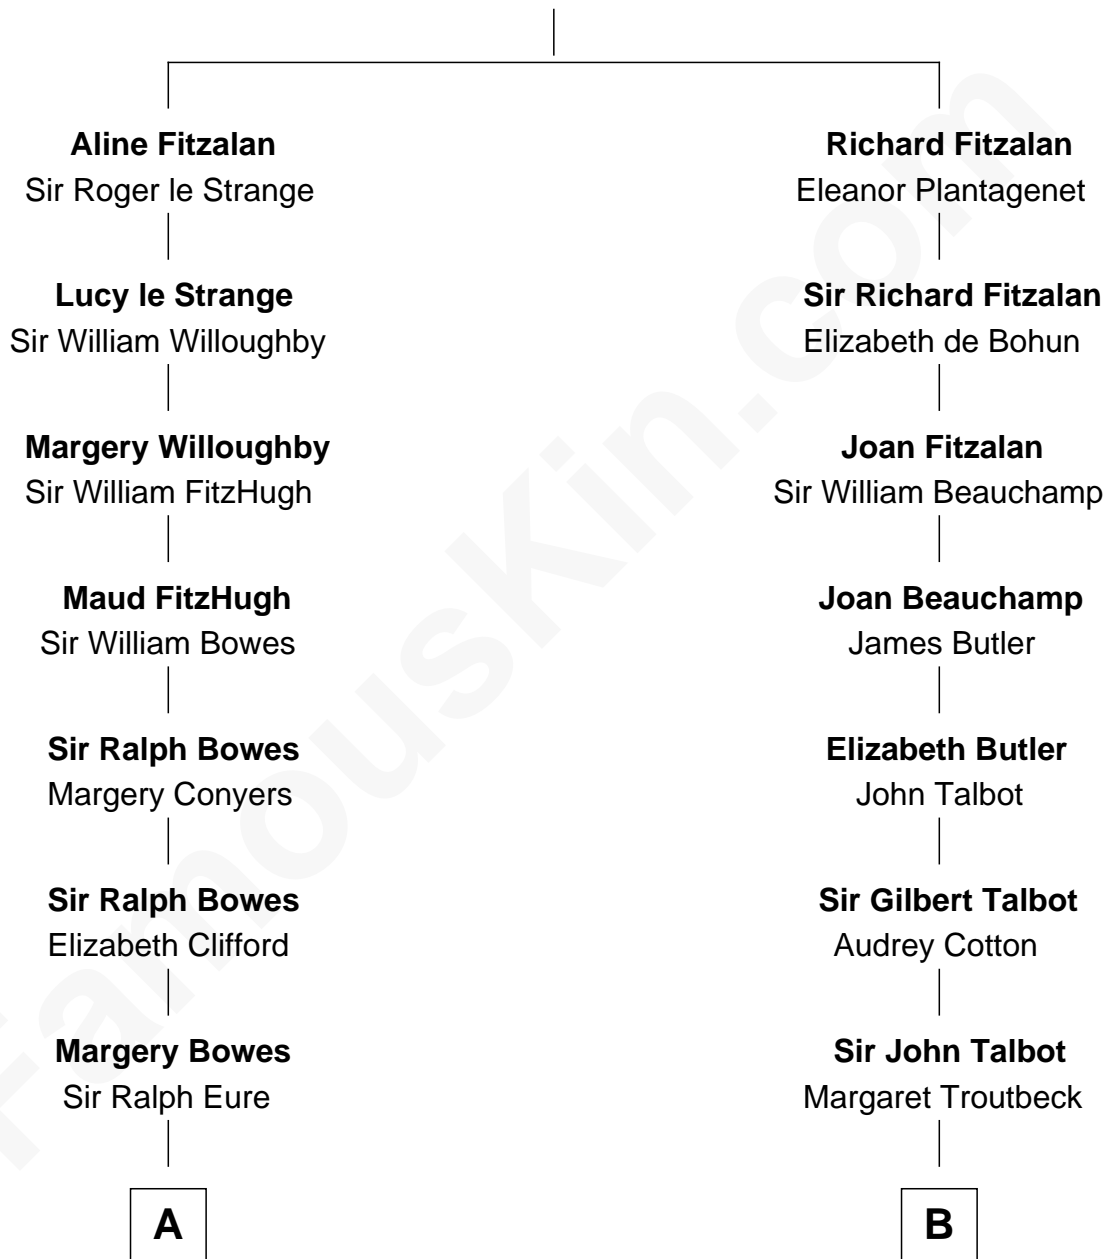 Aline Fitzalan
Sir Roger le Strange
Lucy le Strange
Sir William Willoughby
Margery Willoughby
Sir William FitzHugh
Maud FitzHugh
Sir William Bowes
Sir Ralph Bowes
Margery Conyers
Sir Ralph Bowes
Elizabeth Clifford
Margery Bowes
Sir Ralph Eure
A
Richard Fitzalan
Eleanor Plantagenet
Sir Richard Fitzalan
Elizabeth de Bohun
Joan Fitzalan
Sir William Beauchamp
Joan Beauchamp
James Butler
Elizabeth Butler
John Talbot
Sir Gilbert Talbot
Audrey Cotton
Sir John Talbot
Margaret Troutbeck
B
FamousKin.com